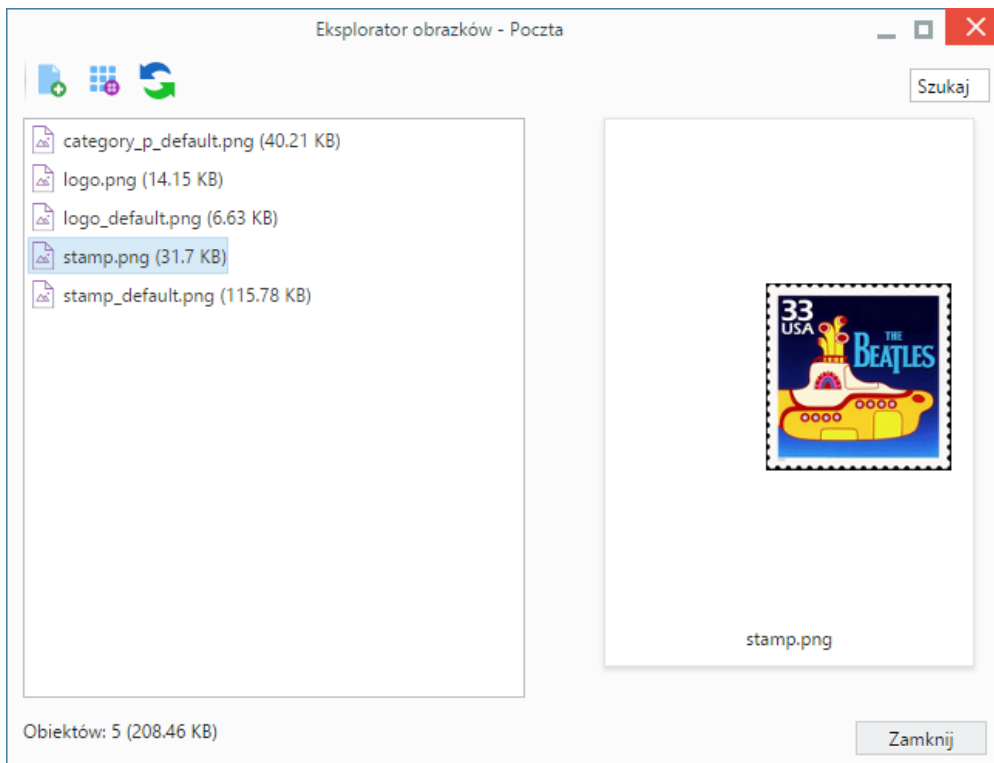 Eksplorator obrazków - Poczta
Szukaj
category_p_default.png (40.21 KB)
logo.png (14.15 KB)
logo_default.png (6.63 KB)
stamp.png (31.7 KB)
stamp_default.png (115.78 KB)
33
USA
THE
BEATLES
stamp.png
Obiektów: 5 (208.46 KB)
Zamknij